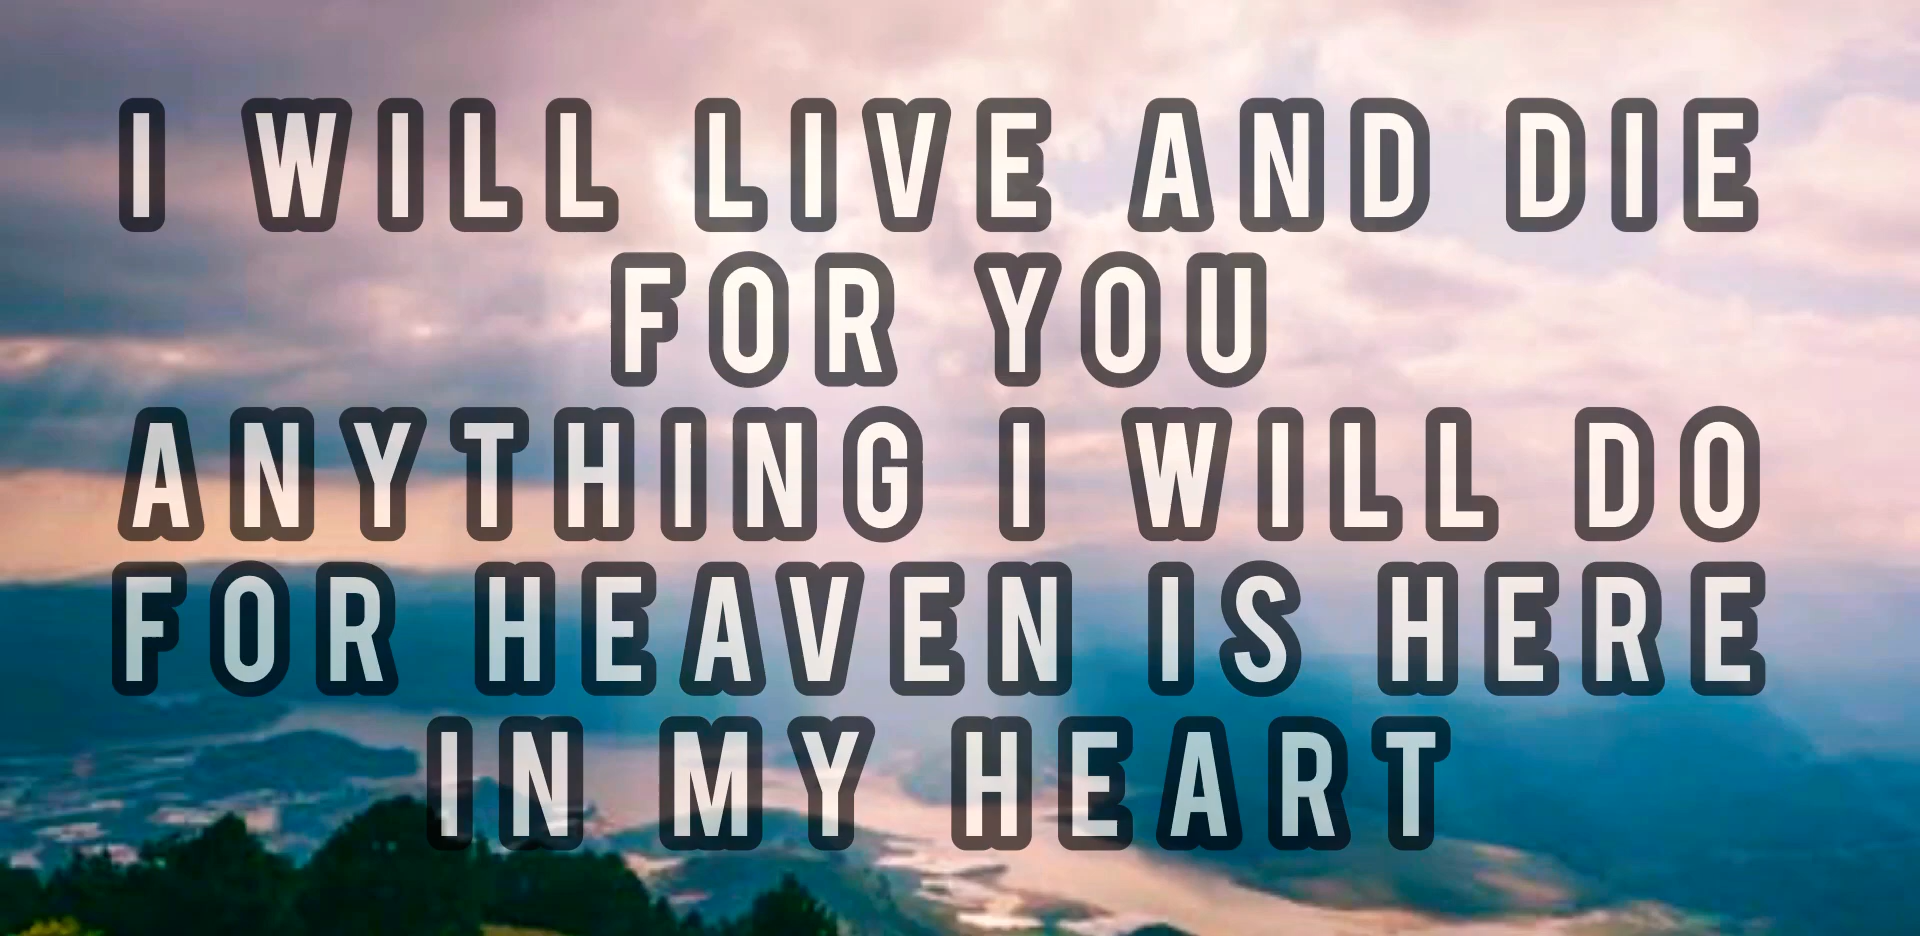 I WILL LIVE AND DIE
FOR YOU
ANYTHING I WILL DO
FOR HEAVEN IS HERE
IN MY HEART